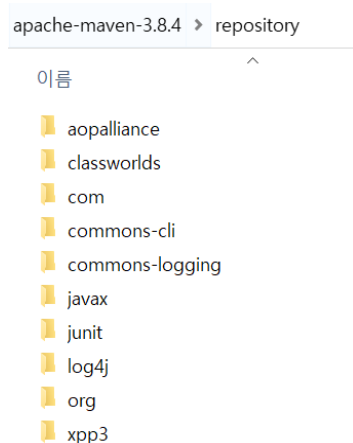 apache-maven-3.8.4 > repository
이름
aopalliance
classworlds
com
commons-cli
commons-logging
javax
junit
log4j
org
xpp3